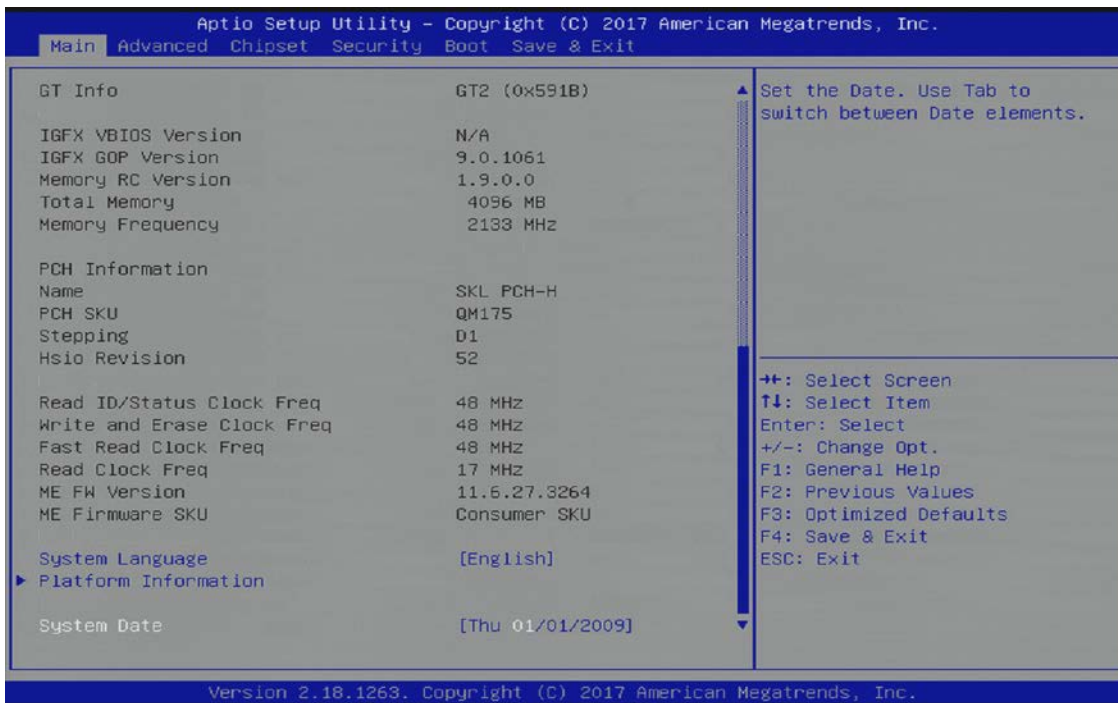 Aptio Setup Utility – Copyright (C) 2017 American Megatrends, Inc.
Main Advanced Chipset Security Boot Save & Exit
GT Info GT2 (0x591B)
IGFX VBIOS Version N/A
IGFX GOP Version 9.0.1061
Memory RC Version 1.9.0.0
Total Memory 4096 MB
Memory Frequency 2133 MHz
PCH Information
Name SKL PCH-H
PCH SKU QM175
Stepping D1
Hsio Revision 52
Read ID/Status Clock Freq 48 MHz
Write and Erase Clock Freq 48 MHz
Fast Read Clock Freq 48 MHz
Read Clock Freq 17 MHz
ME FW Version 11.6.27.3264
ME Firmware SKU Consumer SKU
System Language [English]
Platform Information
System Date [Thu 01/01/2009]
Set the Date. Use Tab to
switch between Date elements.
→←: Select Screen
↑↓: Select Item
Enter: Select
+/-: Change Opt.
F1: General Help
F2: Previous Values
F3: Optimized Defaults
F4: Save & Exit
ESC: Exit
Version 2.18.1263. Copyright (C) 2017 American Megatrends, Inc.